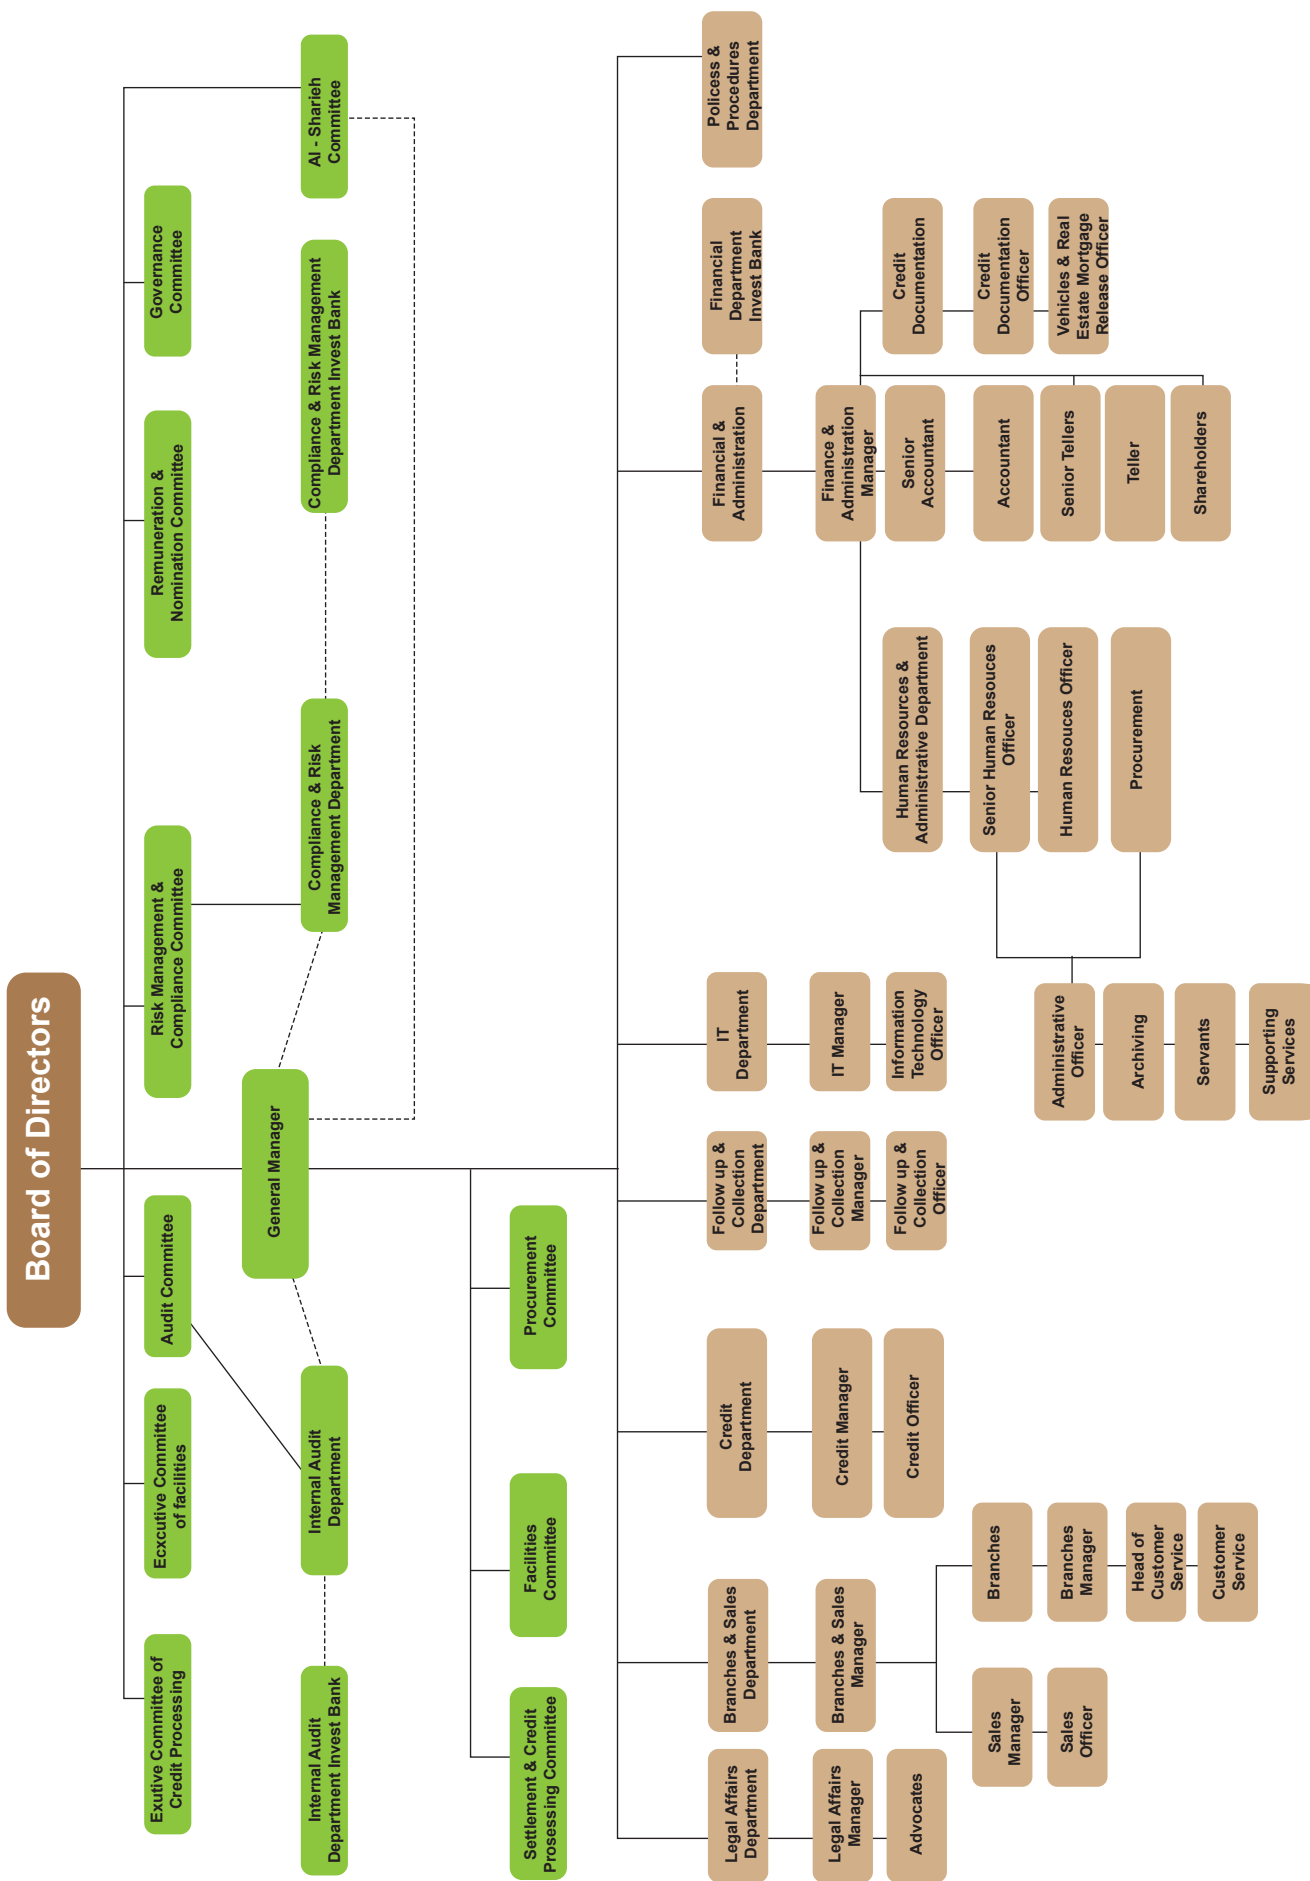 Board of Directors
Exutive Committee of
Credit Processing
Ecxcutive Committee
of facilities
Audit Committee
Risk Management &
Compliance Committee
Remuneration &
Nomination Committee
Governance
Committee
General Manager
Internal Audit
Department Invest Bank
Internal Audit
Department
Compliance & Risk
Management Department
Compliance & Risk Management
Department Invest Bank
Al - Sharieh
Committee
Settlement & Credit
Prosessing Committee
Facilities
Committee
Procurement
Committee
Legal Affairs
Department
Legal Affairs
Manager
Advocates
Branches & Sales
Department
Branches & Sales
Manager
Sales
Manager
Sales
Officer
Branches
Branches
Manager
Head of
Customer
Service
Customer
Service
Credit
Department
Credit Manager
Credit Officer
Follow up &
Collection
Department
Follow up &
Collection
Manager
Follow up &
Collection
Officer
IT
Department
IT Manager
Information
Technology
Officer
Financial &
Administration
Financial
Department
Invest Bank
Finance &
Administration
Manager
Human Resources &
Administrative Department
Senior Human Resouces
Officer
Human Resouces Officer
Procurement
Administrative
Officer
Archiving
Servants
Supporting
Services
Senior
Accountant
Accountant
Senior Tellers
Teller
Shareholders
Credit
Documentation
Credit
Documentation
Officer
Vehicles & Real
Estate Mortgage
Release Officer
Policess &
Procedures
Department